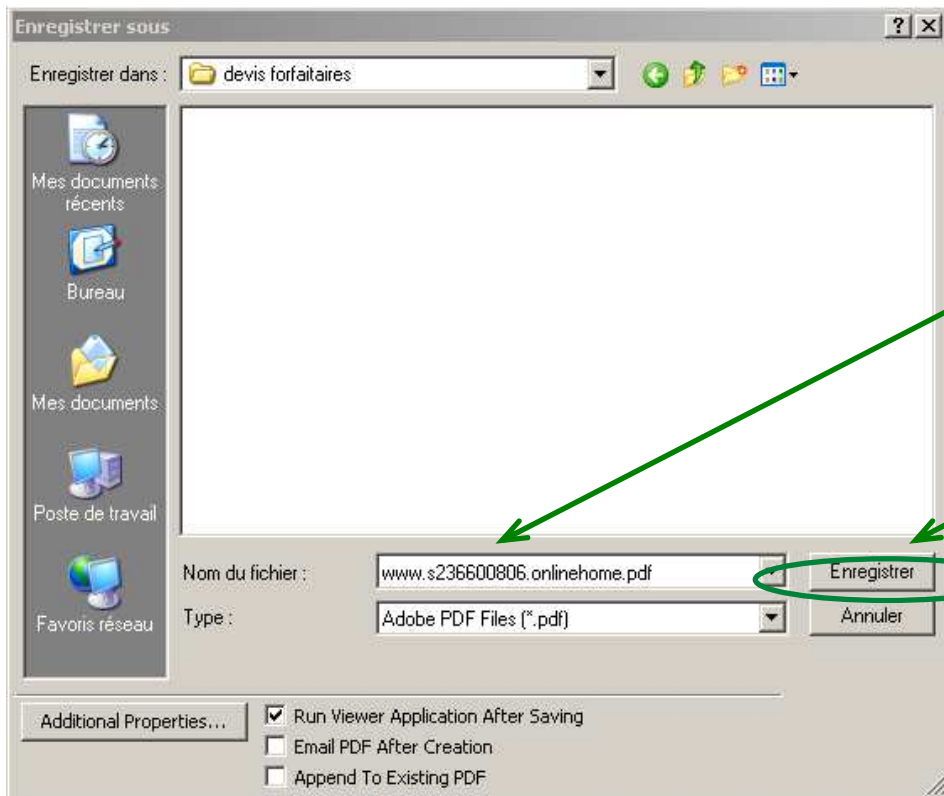 Enregistrer sous
Enregistrer dans :
devis forfaitaires
Mes documents
récents
Bureau
Mes documents
Poste de travail
Favoris réseau
Nom du fichier :
www.s236600806.onlinehome.pdf
Enregistrer
Type :
Adobe PDF Files (*.pdf)
Annuler
Additional Properties...
Run Viewer Application After Saving
Email PDF After Creation
Append To Existing PDF